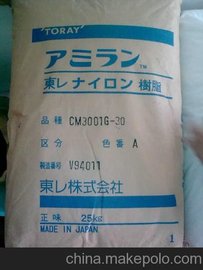 "TORAY"
アミラン™
東レ ナイロン 樹脂
品種 CM3001G-30
区分 色番 A
製造番号 V94011
東レ株式会社
正味 25kg
MADE IN JAPAN
1
www.makepolo.com